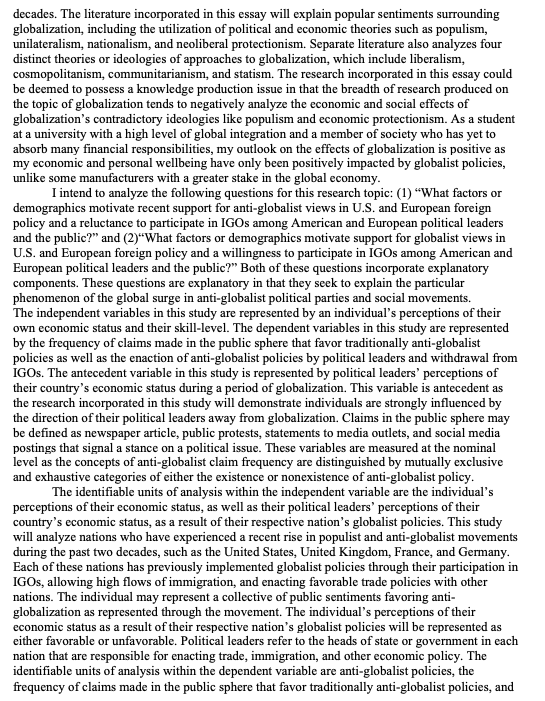 decades. The literature incorporated in this essay will explain popular sentiments surrounding
globalization, including the utilization of political and economic theories such as populism,
unilateralism, nationalism, and neoliberal protectionism. Separate literature also analyzes four
distinct theories or ideologies of approaches to globalization, which include liberalism,
cosmopolitanism, communitarianism, and statism. The research incorporated in this essay could
be deemed to possess a knowledge production issue in that the breadth of research produced on
the topic of globalization tends to negatively analyze the economic and social effects of
globalization's contradictory ideologies like populism and economic protectionism. As a student
at a university with a high level of global integration and a member of society who has yet to
absorb many financial responsibilities, my outlook on the effects of globalization is positive as
my economic and personal wellbeing have only been positively impacted by globalist policies,
unlike some manufacturers with a greater stake in the global economy.
I intend to analyze the following questions for this research topic: (1) "What factors or
demographics motivate recent support for anti-globalist views in U.S. and European foreign
policy and a reluctance to participate in IGOs among American and European political leaders
and the public?" and (2)"What factors or demographics motivate support for globalist views in
U.S. and European foreign policy and a willingness to participate in IGOs among American and
European political leaders and the public?" Both of these questions incorporate explanatory
components. These questions are explanatory in that they seek to explain the particular
phenomenon of the global surge in anti-globalist political parties and social movements.
The independent variables in this study are represented by an individual's perceptions of their
own economic status and their skill-level. The dependent variables in this study are represented
by the frequency of claims made in the public sphere that favor traditionally anti-globalist
policies as well as the enaction of anti-globalist policies by political leaders and withdrawal from
IGOs. The antecedent variable in this study is represented by political leaders' perceptions of
their country's economic status during a period of globalization. This variable is antecedent as
the research incorporated in this study will demonstrate individuals are strongly influenced by
the direction of their political leaders away from globalization. Claims in the public sphere may
be defined as newspaper article, public protests, statements to media outlets, and social media
postings that signal a stance on a political issue. These variables are measured at the nominal
level as the concepts of anti-globalist claim frequency are distinguished by mutually exclusive
and exhaustive categories of either the existence or nonexistence of anti-globalist policy.
The identifiable units of analysis within the independent variable are the individual's
perceptions of their economic status, as well as their political leaders' perceptions of their
country's economic status, as a result of their respective nation's globalist policies. This study
will analyze nations who have experienced a recent rise in populist and anti-globalist movements
during the past two decades, such as the United States, United Kingdom, France, and Germany.
Each of these nations has previously implemented globalist policies through their participation in
IGOs, allowing high flows of immigration, and enacting favorable trade policies with other
nations. The individual may represent a collective of public sentiments favoring anti-
globalization as represented through the movement. The individual's perceptions of their
economic status as a result of their respective nation's globalist policies will be represented as
either favorable or unfavorable. Political leaders refer to the heads of state or government in each
nation that are responsible for enacting trade, immigration, and other economic policy. The
identifiable units of analysis within the dependent variable are anti-globalist policies, the
frequency of claims made in the public sphere that favor traditionally anti-globalist policies, and